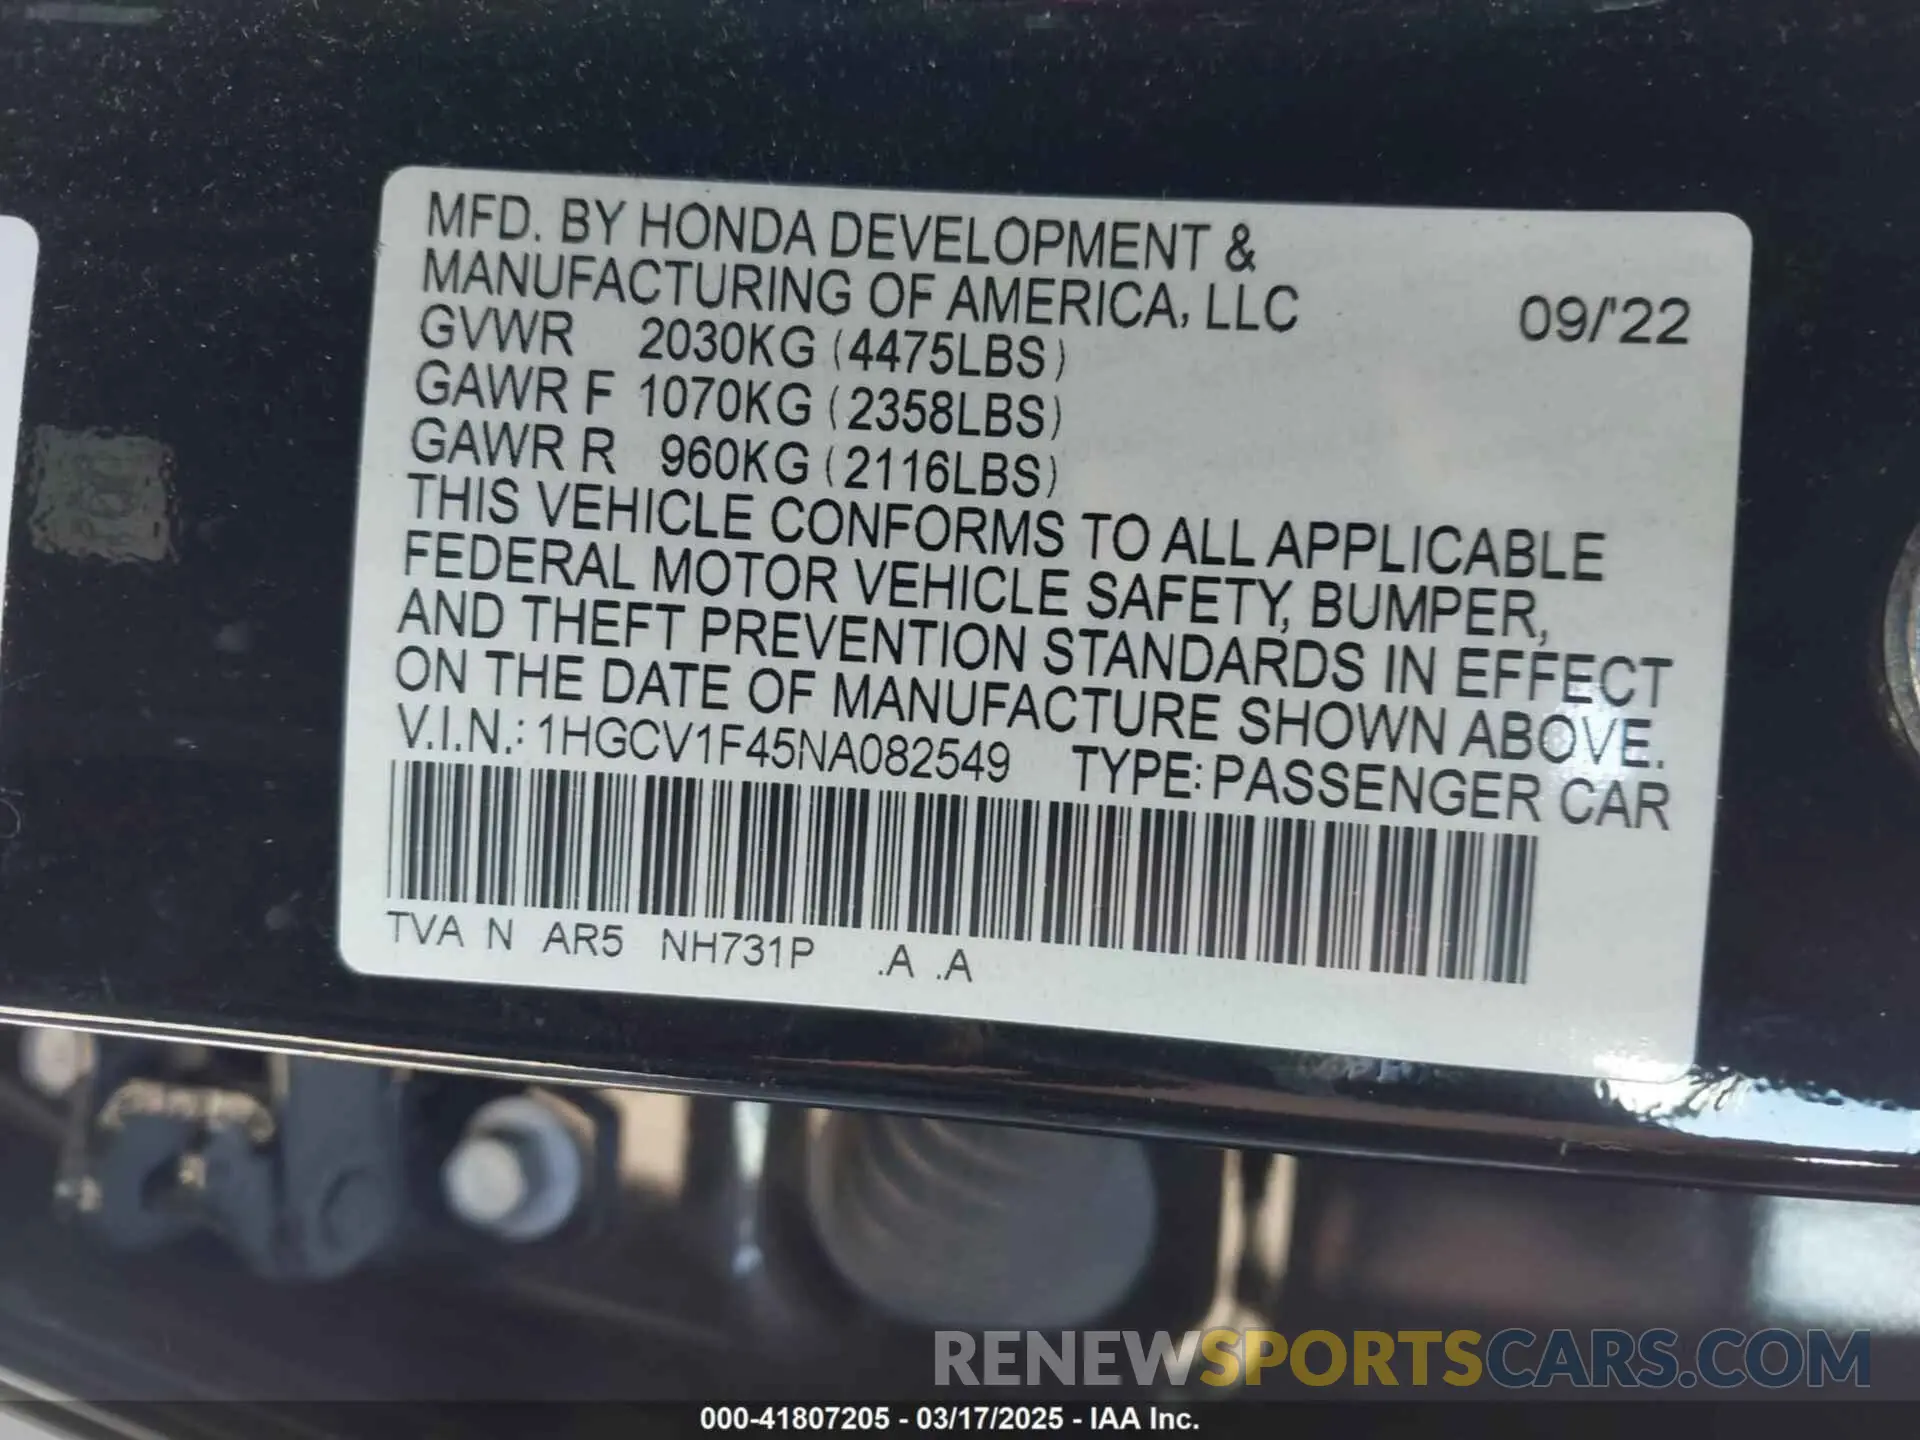 MFD. BY HONDA DEVELOPMENT &
MANUFACTURING OF AMERICA, LLC 09/'22
GVWR 2030KG (4475LBS)
GAWR F 1070KG (2358LBS)
GAWR R 960KG (2116LBS)
THIS VEHICLE CONFORMS TO ALL APPLICABLE
FEDERAL MOTOR VEHICLE SAFETY, BUMPER,
AND THEFT PREVENTION STANDARDS IN EFFECT
ON THE DATE OF MANUFACTURE SHOWN ABOVE.
V.I.N.: 1HGCV1F45NA082549 TYPE: PASSENGER CAR
TVA N AR5 NH731P .A .A
RENEWSPORTSCARS.COM
000-41807205 - 03/17/2025 - IAA Inc.